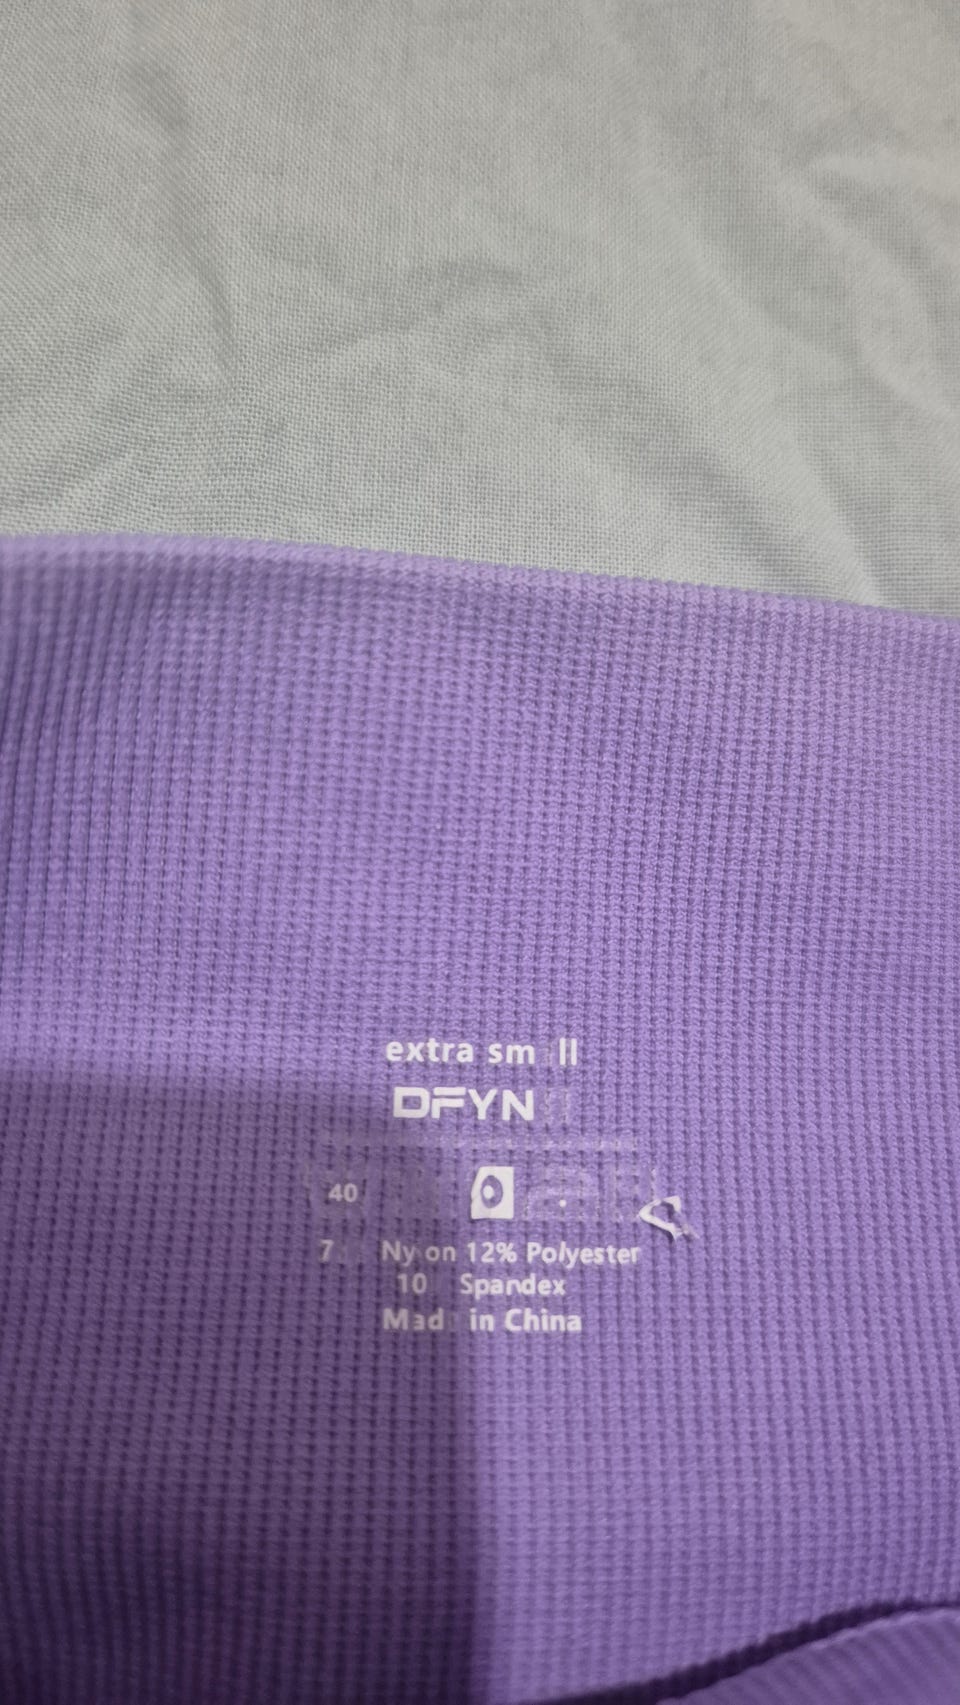 extra sm ll
DFYN
40
7 Ny on 12% Polyester
10 Spandex
Mad in China